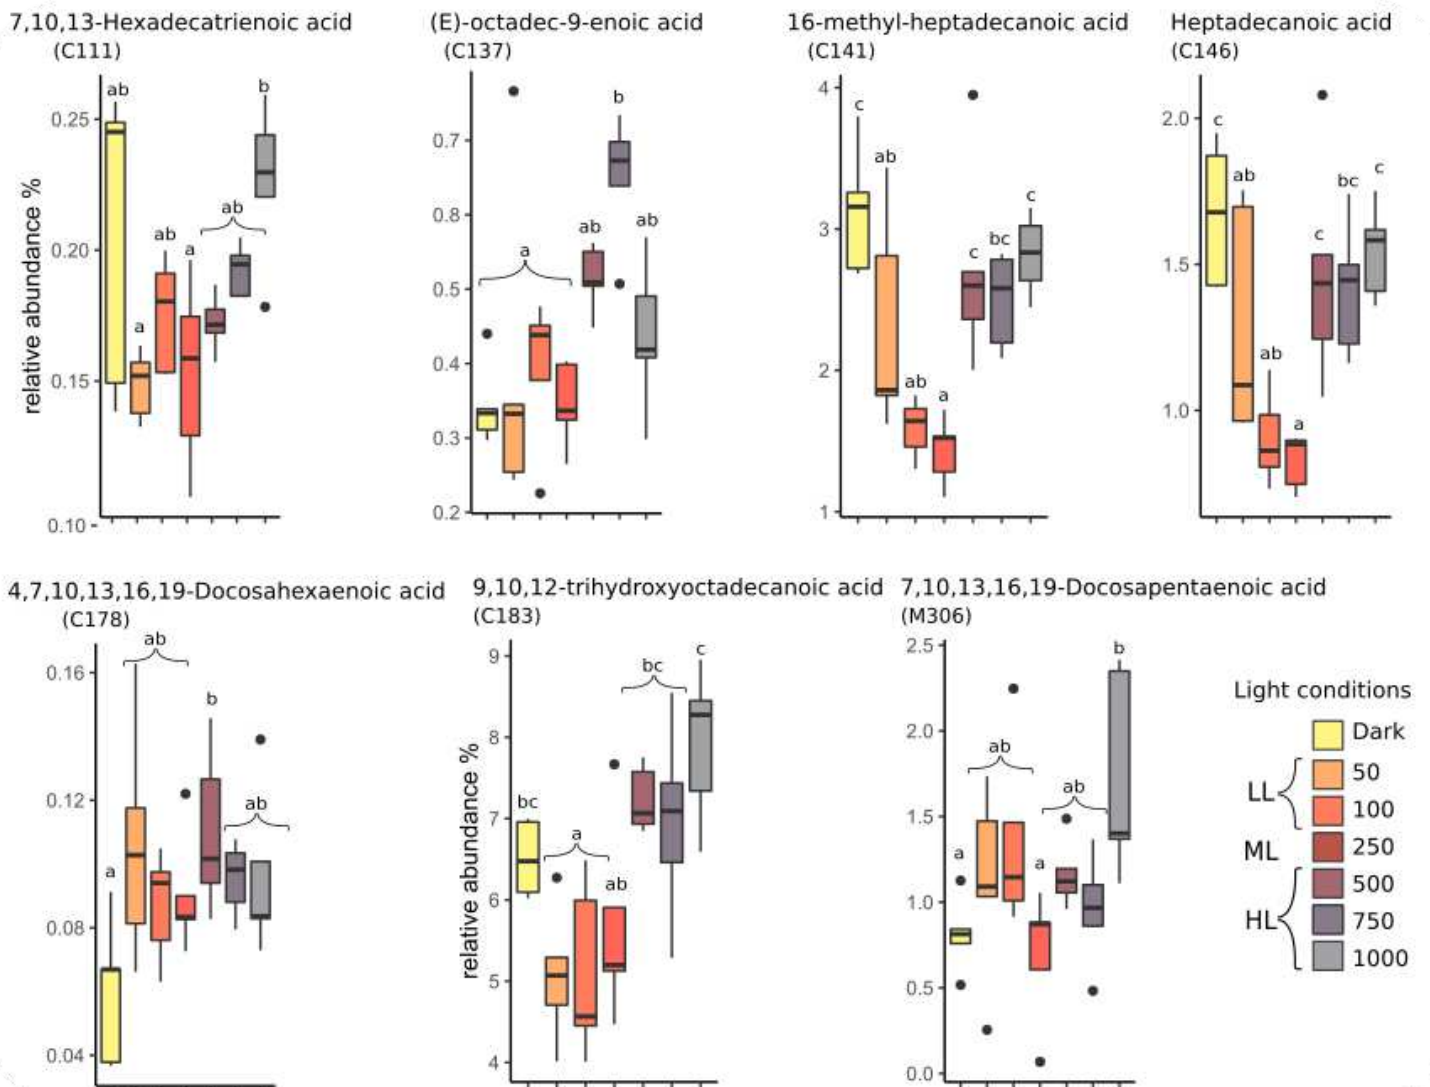 7,10,13-Hexadecatrienoic acid
(C111)
relative abundance %
0.25
0.20
0.15
0.10
ab
a
ab
a
ab
b
(E)-octadec-9-enoic acid
(C137)
0.7
0.8
0.5
0.4
0.3
0.2
a
ab
b
ab
16-methyl-heptadecanoic acid
(C141)
4
3
2
1
c
ab
ab
a
c
bc
c
Heptadecanoic acid
(C146)
2.0
1.5
1.0
c
ab
ab
a
c
bc
c
4,7,10,13,16,19-Docosahexaenoic acid
(C178)
0.16
0.12
0.08
0.04
a
ab
b
ab
9,10,12-trihydroxyoctadecanoic acid
(C183)
relative abundance %
9
8
7
6
5
4
bc
a
ab
bc
c
7,10,13,16,19-Docosapentaenoic acid
(M306)
2.5
2.0
1.5
1.0
0.5
0.0
a
ab
a
ab
b
Light conditions
Dark
LL
50
100
ML
250
HL
500
750
1000